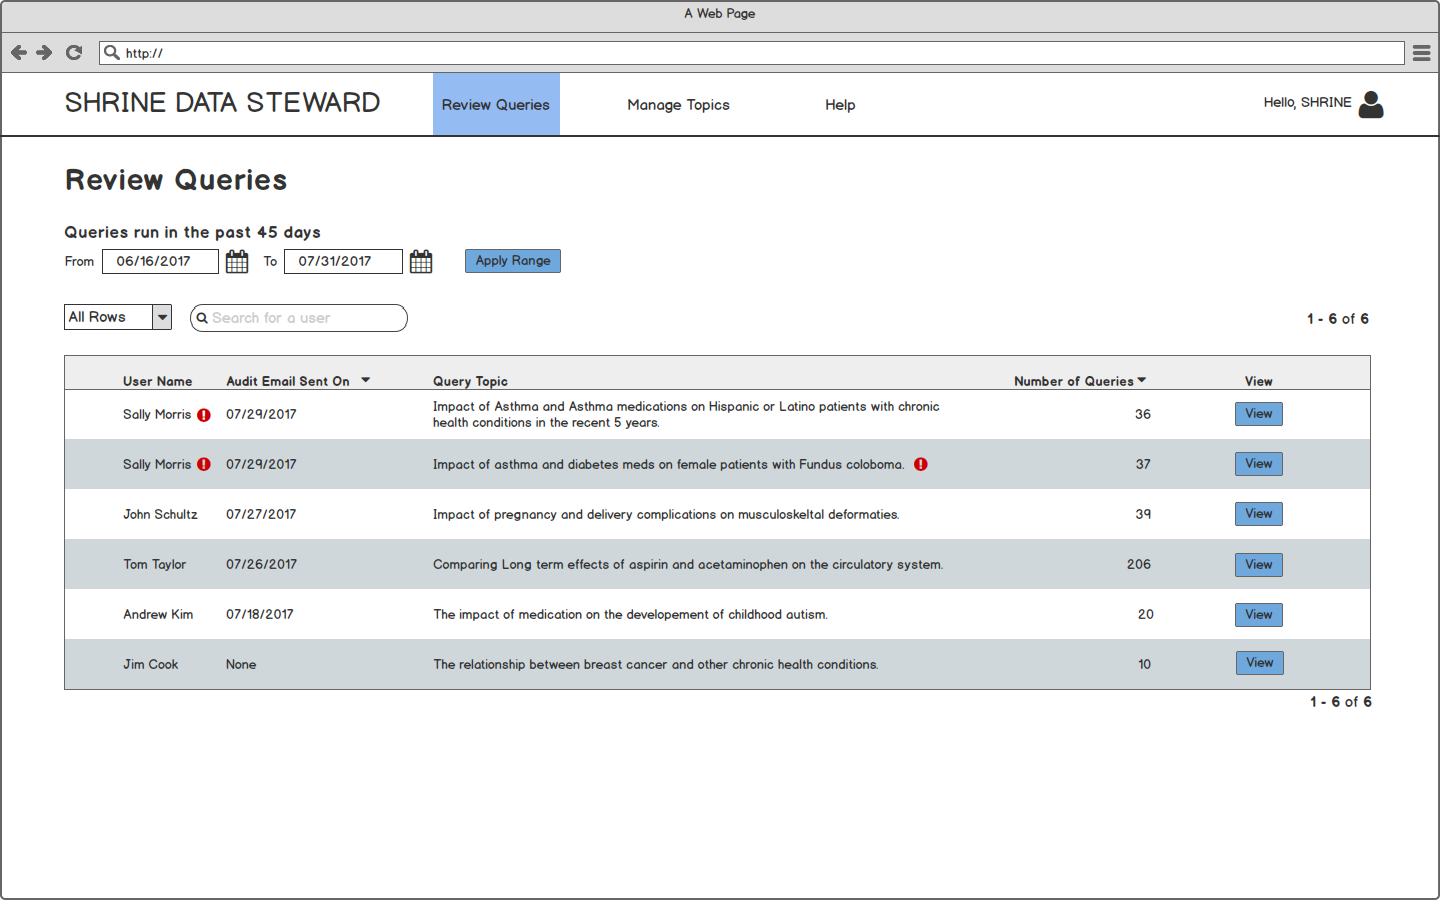 A Web Page
http://
SHRINE DATA STEWARD Review Queries Manage Topics Help Hello, SHRINE
Review Queries
Queries run in the past 45 days
From 06/16/2017 To 07/31/2017 Apply Range
All Rows Search for a user 1 - 6 of 6
User Name Audit Email Sent On Query Topic Number of Queries View
Sally Morris 07/29/2017 Impact of Asthma and Asthma medications on Hispanic or Latino patients with chronic 36 View
health conditions in the recent 5 years.
Sally Morris 07/29/2017 Impact of asthma and diabetes meds on female patients with Fundus coloboma. 37 View
John Schultz 07/27/2017 Impact of pregnancy and delivery complications on musculoskeltal deformaties. 39 View
Tom Taylor 07/26/2017 Comparing Long term effects of aspirin and acetaminophen on the circulatory system. 206 View
Andrew Kim 07/18/2017 The impact of medication on the developement of childhood autism. 20 View
Jim Cook None The relationship between breast cancer and other chronic health conditions. 10 View
1 - 6 of 6